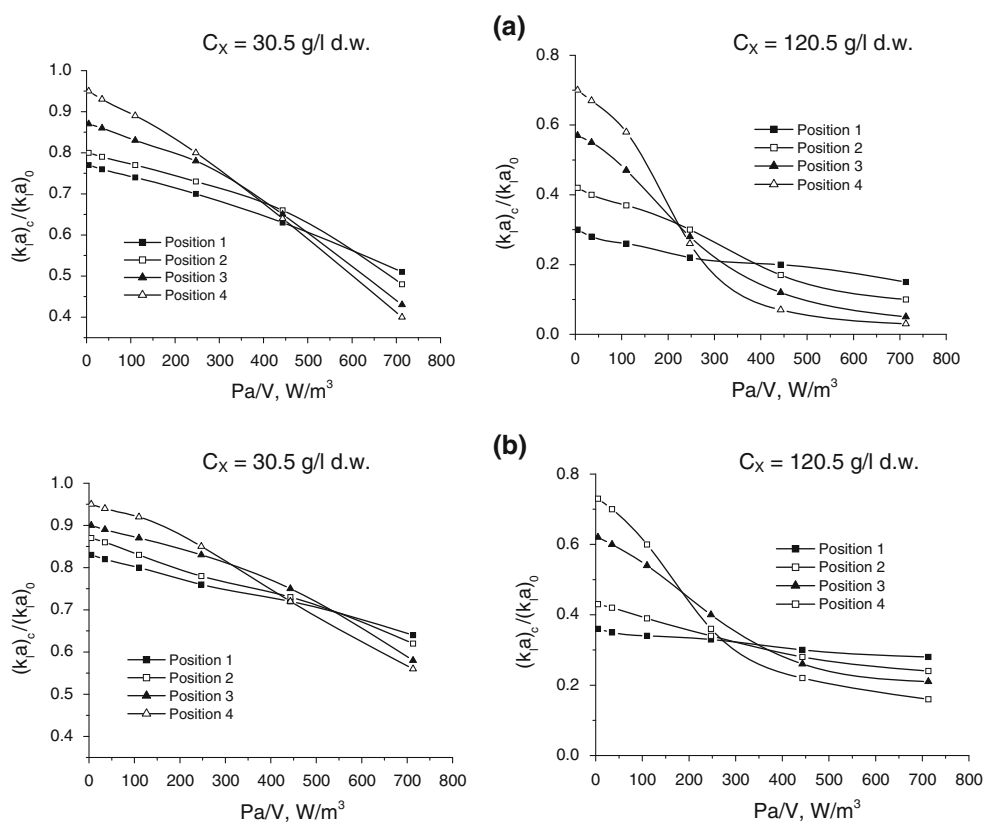 (a)
C_X = 30.5 g/l d.w.
C_X = 120.5 g/l d.w.
1.0
0.9
0.8
0.7
0.6
0.5
0.4
(k_la)_c/(k_la)_0
Position 1
Position 2
Position 3
Position 4
0 100 200 300 400 500 600 700 800
Pa/V, W/m³
0.8
0.6
0.4
0.2
0.0
(k_la)_c/(k_la)_0
Position 1
Position 2
Position 3
Position 4
0 100 200 300 400 500 600 700 800
Pa/V, W/m³
(b)
C_X = 30.5 g/l d.w.
C_X = 120.5 g/l d.w.
1.0
0.9
0.8
0.7
0.6
0.5
0.4
(k_la)_c/(k_la)_0
Position 1
Position 2
Position 3
Position 4
0 100 200 300 400 500 600 700 800
Pa/V, W/m³
0.8
0.6
0.4
0.2
0.0
(k_la)_c/(k_la)_0
Position 1
Position 2
Position 3
Position 4
0 100 200 300 400 500 600 700 800
Pa/V, W/m³